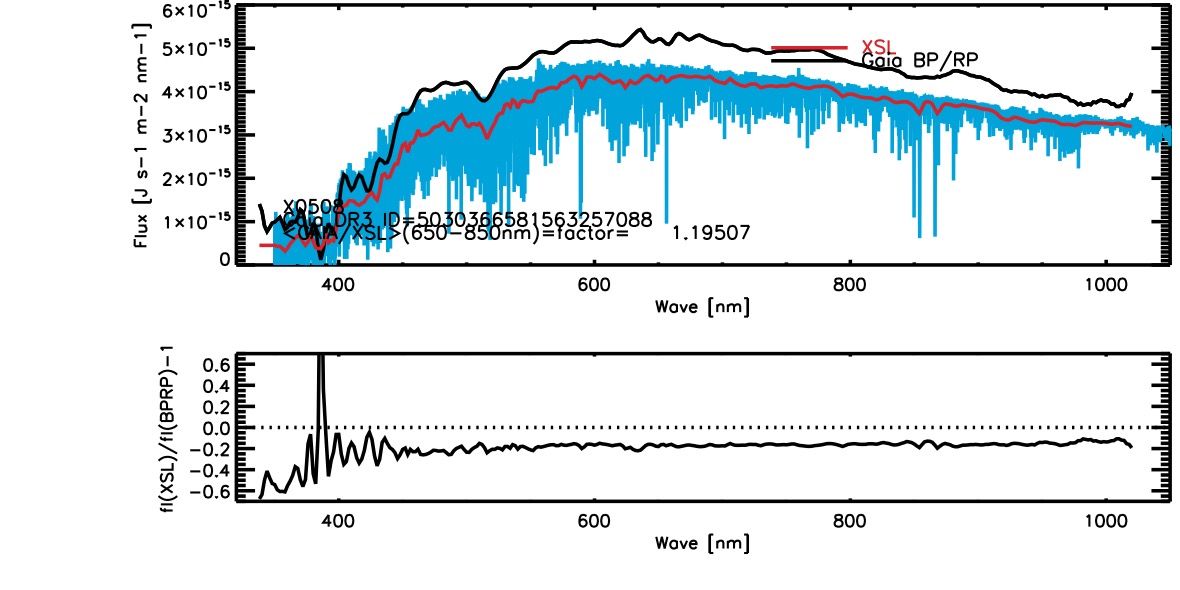 6×10−15
5×10−15
4×10−15
3×10−15
2×10−15
1×10−15
0
Flux [J s−1 m−2 nm−1]
XSL
Gaia BP/RP
X0508
Gaia DR3 ID=5030366581563257088
<GAIA/XSL>(650−850nm)=factor= 1.19507
400 600 800 1000
Wave [nm]
0.6
0.4
0.2
0.0
−0.2
−0.4
−0.6
fl(XSL)/fl(BPRP)−1
400 600 800 1000
Wave [nm]